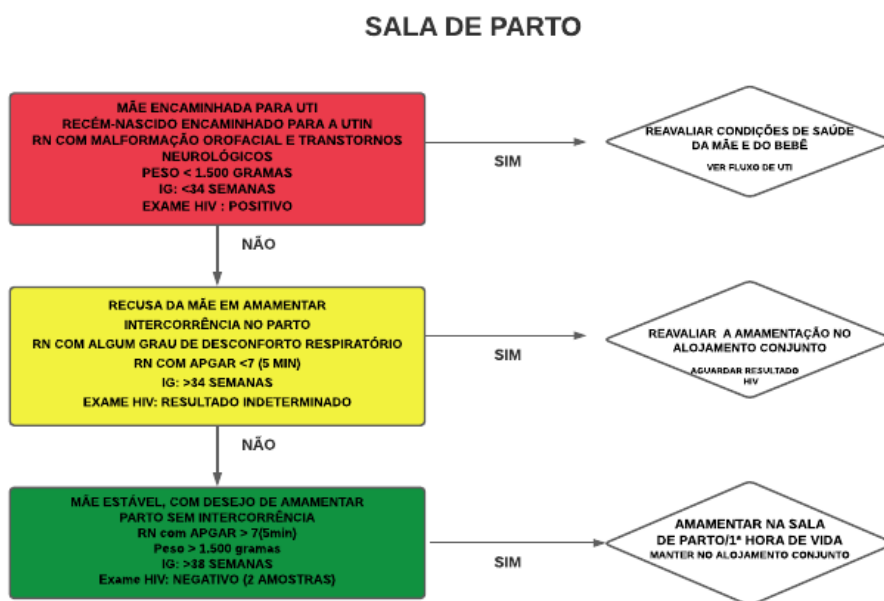 SALA DE PARTO
MÃE ENCAMINHADA PARA UTI
RECÉM-NASCIDO ENCAMINHADO PARA A UTIN
RN COM MALFORMAÇÃO OROFACIAL E TRANSTORNOS
NEUROLÓGICOS
PESO < 1.500 GRAMAS
IG: <34 SEMANAS
EXAME HIV : POSITIVO
SIM
REAVALIAR CONDIÇÕES DE SAÚDE
DA MÃE E DO BEBÊ
VER FLUXO DE UTI
NÃO
RECUSA DA MÃE EM AMAMENTAR
INTERCORRÊNCIA NO PARTO
RN COM ALGUM GRAU DE DESCONFORTO RESPIRATÓRIO
RN COM APGAR <7 (5 MIN)
IG: >34 SEMANAS
EXAME HIV: RESULTADO INDETERMINADO
SIM
REAVALIAR A AMAMENTAÇÃO NO
ALOJAMENTO CONJUNTO
AGUARDAR RESULTADO
HIV
NÃO
MÃE ESTÁVEL, COM DESEJO DE AMAMENTAR
PARTO SEM INTERCORRÊNCIA
RN com APGAR > 7(5min)
Peso > 1.500 gramas
IG: >38 SEMANAS
Exame HIV: NEGATIVO (2 AMOSTRAS)
SIM
AMAMENTAR NA SALA
DE PARTO/1ª HORA DE VIDA
MANTER NO ALOJAMENTO CONJUNTO